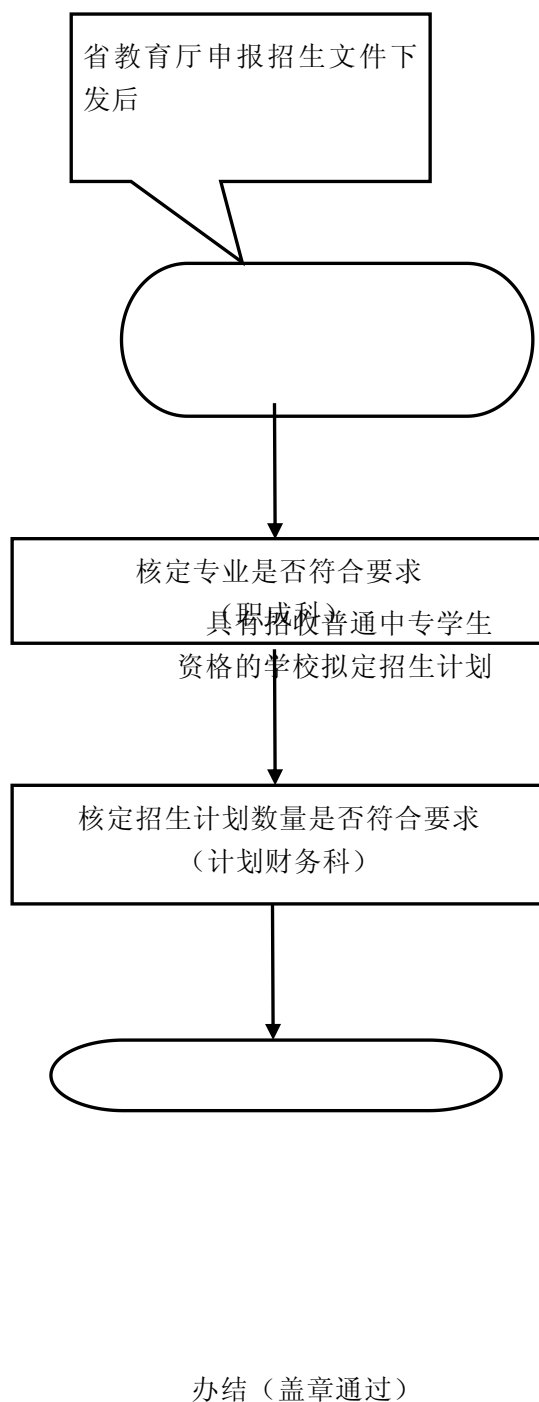 省教育厅申报招生文件下
发后
核定专业是否符合要求
（职成科）
具有招收普通中专学生
资格的学校拟定招生计划
核定招生计划数量是否符合要求
（计划财务科）
办结（盖章通过）